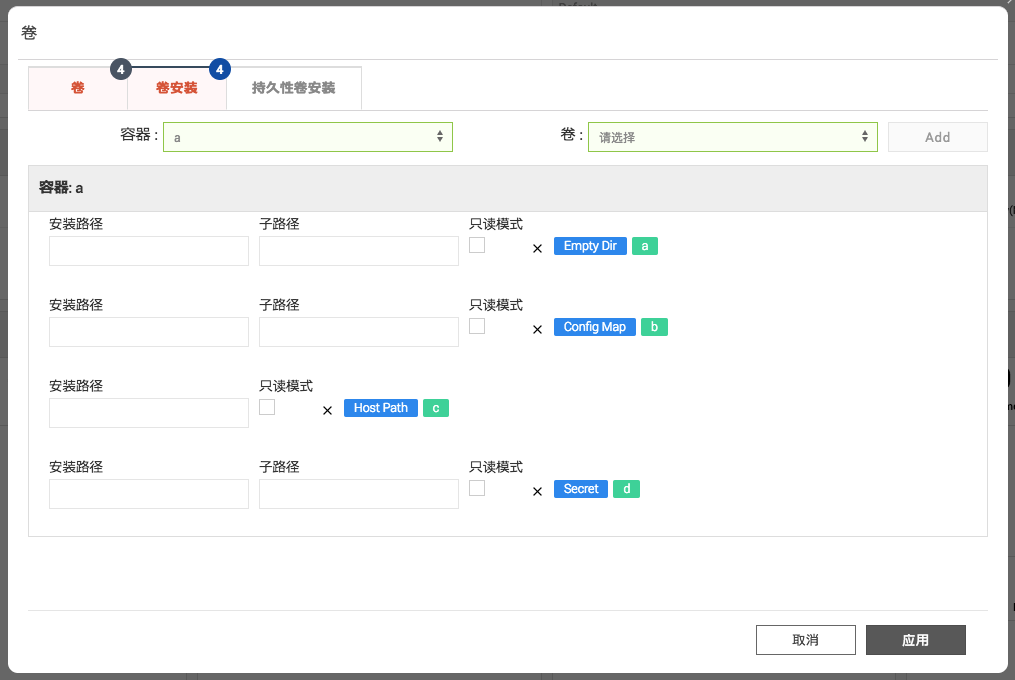 卷
卷 4 卷安装 4 持久性卷安装
容器 : a 卷 : 请选择 Add
容器: a
安装路径 子路径 只读模式
× Empty Dir a
安装路径 子路径 只读模式
× Config Map b
安装路径 只读模式
× Host Path c
安装路径 子路径 只读模式
× Secret d
取消 应用